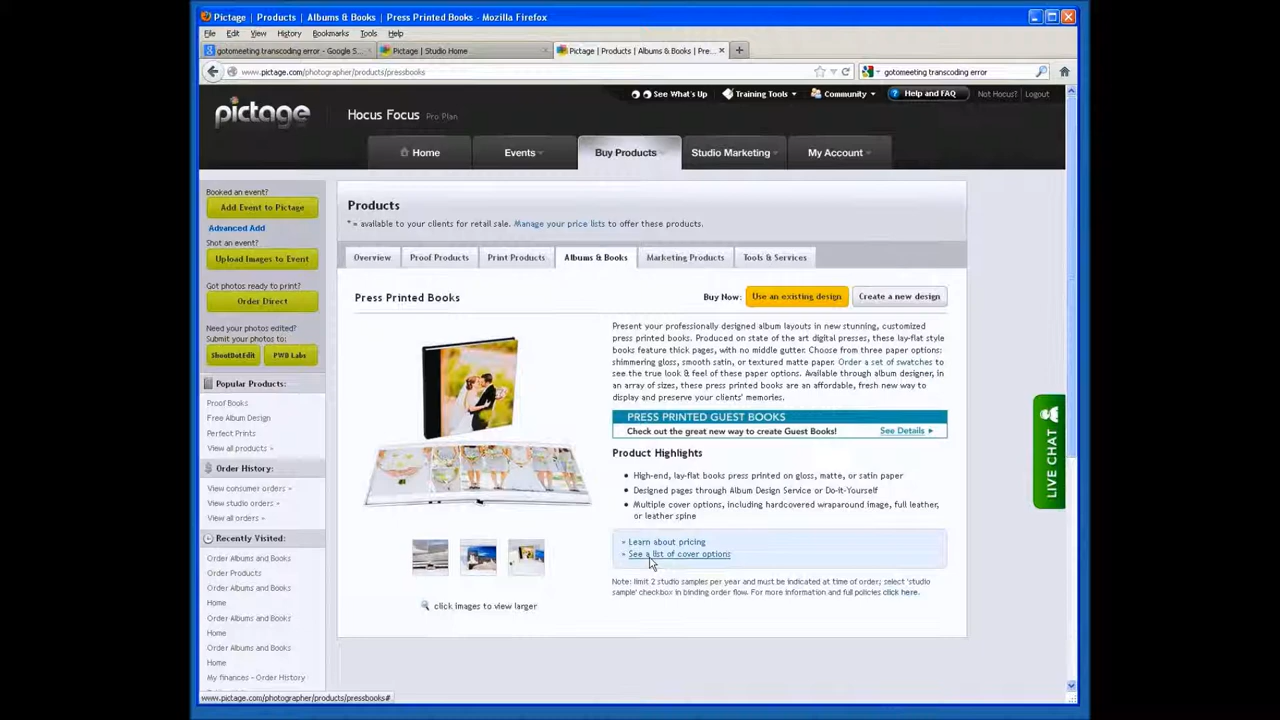 Pictage | Products | Albums & Books | Press Printed Books - Mozilla Firefox
File Edit View History Bookmarks Tools Help
gotomeeting transcoding error - Google S...
Pictage | Studio Home
Pictage | Products | Albums & Books | Pre...
www.pictage.com/photographer/products/pressbooks
gotomeeting transcoding error
See What's Up
Training Tools
Community
Help and FAQ
Not Hocus?
Logout
pictage
Hocus Focus Pro Plan
Home
Events
Buy Products
Studio Marketing
My Account
Booked an event?
Add Event to Pictage
Advanced Add
Shot an event?
Upload Images to Event
Got photos ready to print?
Order Direct
Need your photos edited?
Submit your photos to:
ShootDotEdit
PWD Labs
Popular Products:
Proof Books
Free Album Design
Perfect Prints
View all products »
Order History:
View consumer orders »
View studio orders »
View all orders »
Recently Visited:
Order Albums and Books
Order Products
Order Albums and Books
Home
Order Albums and Books
Home
Order Albums and Books
Home
My finances - Order History
Products
* = available to your clients for retail sale. Manage your price lists to offer these products.
Overview
Proof Products
Print Products
Albums & Books
Marketing Products
Tools & Services
Press Printed Books
Buy Now:
Use an existing design
Create a new design
Present your professionally designed album layouts in new stunning, customized
press printed books. Produced on state of the art digital presses, these lay-flat style
books feature thick pages, with no middle gutter. Choose from three paper options:
shimmering gloss, smooth satin, or textured matte paper. Order a set of swatches to
see the true look & feel of these paper options. Available through album designer, in
an array of sizes, these press printed books are an affordable, fresh new way to
display and preserve your clients' memories.
PRESS PRINTED GUEST BOOKS
Check out the great new way to create Guest Books! See Details
Product Highlights
• High-end, lay-flat books press printed on gloss, matte, or satin paper
• Designed pages through Album Design Service or Do-It-Yourself
• Multiple cover options, including hardcovered wraparound image, full leather,
or leather spine
» Learn about pricing
» See a list of cover options
Note: limit 2 studio samples per year and must be indicated at time of order; select 'studio
sample' checkbox in binding order flow. For more information and full policies click here.
click images to view larger
LIVE CHAT
www.pictage.com/photographer/products/pressbooks#